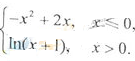 −x² + 2x, x ≤ 0,
ln(x + 1), x > 0.